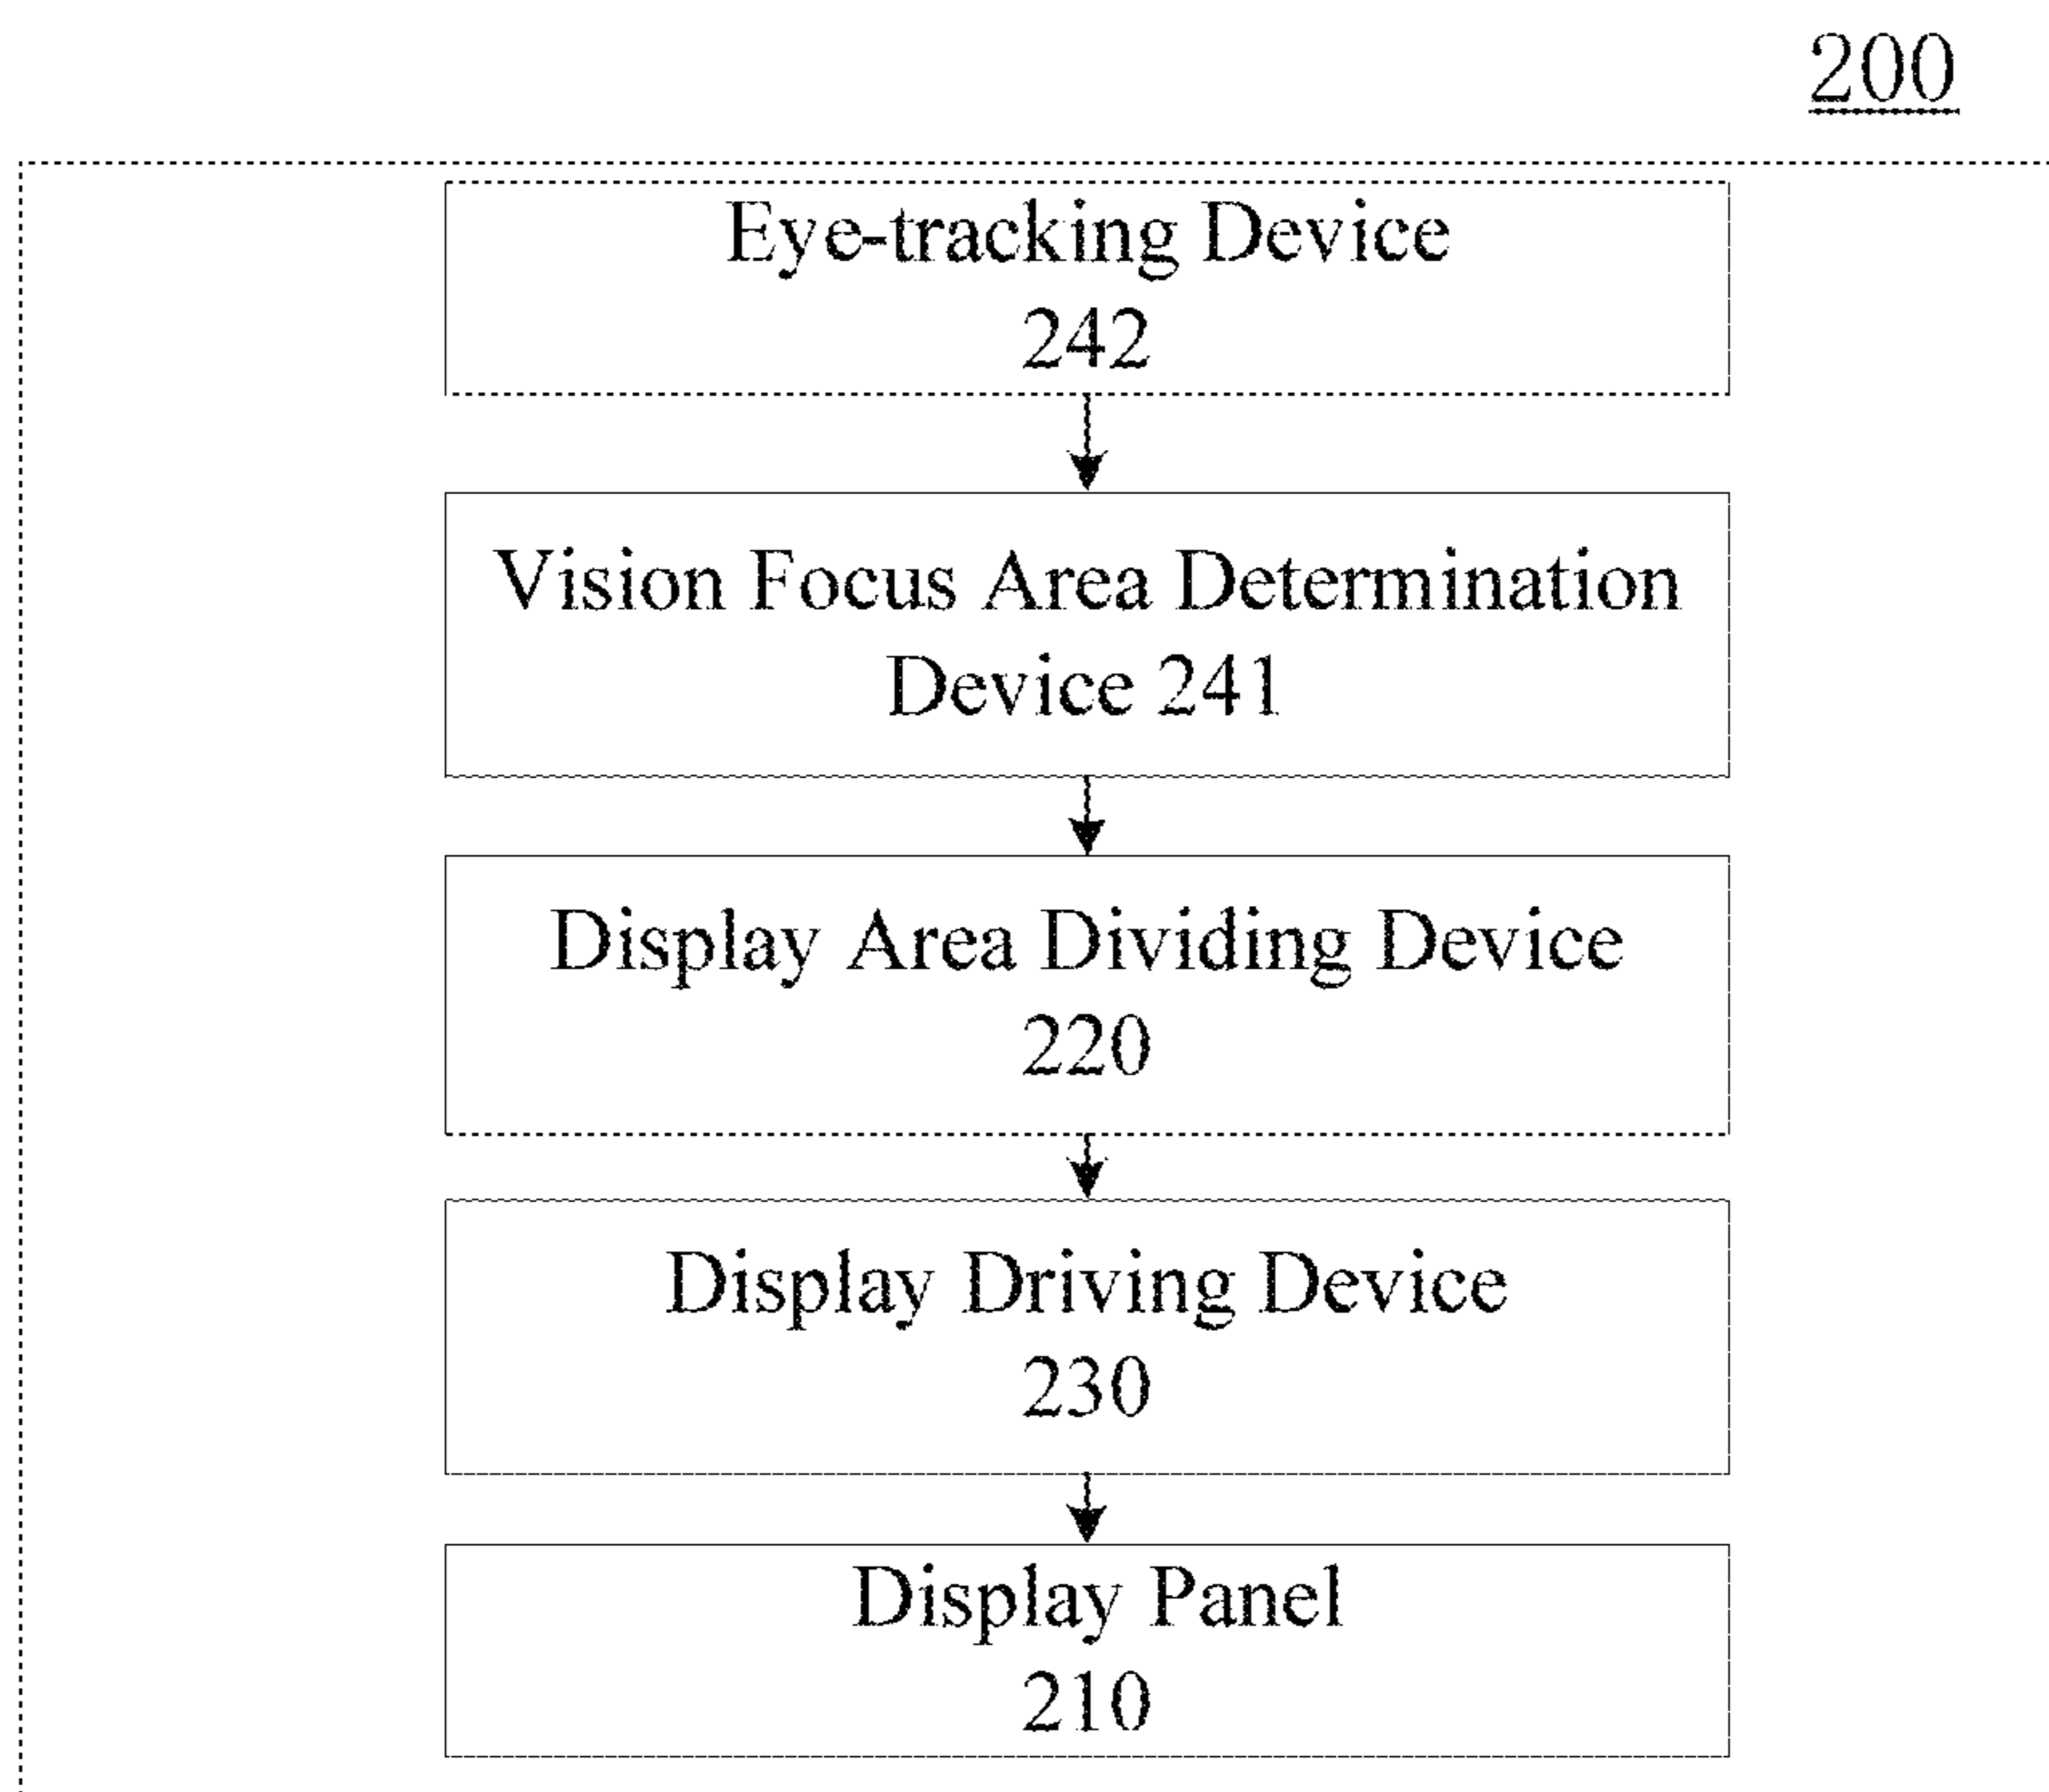 200
Eye-tracking Device
242
Vision Focus Area Determination
Device 241
Display Area Dividing Device
220
Display Driving Device
230
Display Panel
210